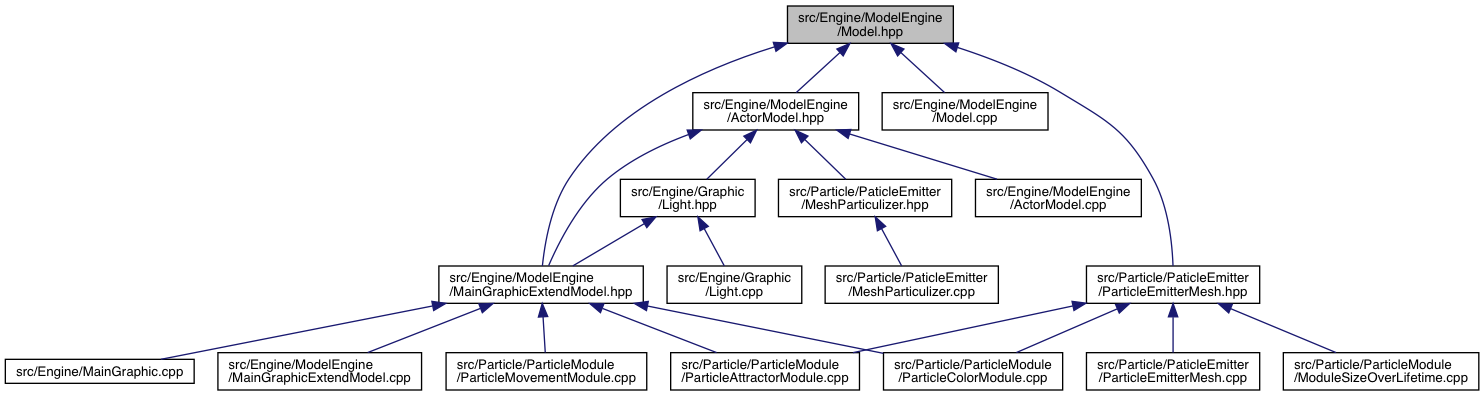 src/Engine/ModelEngine
/Model.hpp
src/Engine/ModelEngine
/ActorModel.hpp
src/Engine/ModelEngine
/Model.cpp
src/Engine/Graphic
/Light.hpp
src/Particle/PaticleEmitter
/MeshParticulizer.hpp
src/Engine/ModelEngine
/ActorModel.cpp
src/Engine/ModelEngine
/MainGraphicExtendModel.hpp
src/Engine/Graphic
/Light.cpp
src/Particle/PaticleEmitter
/MeshParticulizer.cpp
src/Particle/PaticleEmitter
/ParticleEmitterMesh.hpp
src/Engine/MainGraphic.cpp
src/Engine/ModelEngine
/MainGraphicExtendModel.cpp
src/Particle/ParticleModule
/ParticleMovementModule.cpp
src/Particle/ParticleModule
/ParticleAttractorModule.cpp
src/Particle/ParticleModule
/ParticleColorModule.cpp
src/Particle/PaticleEmitter
/ParticleEmitterMesh.cpp
src/Particle/ParticleModule
/ModuleSizeOverLifetime.cpp